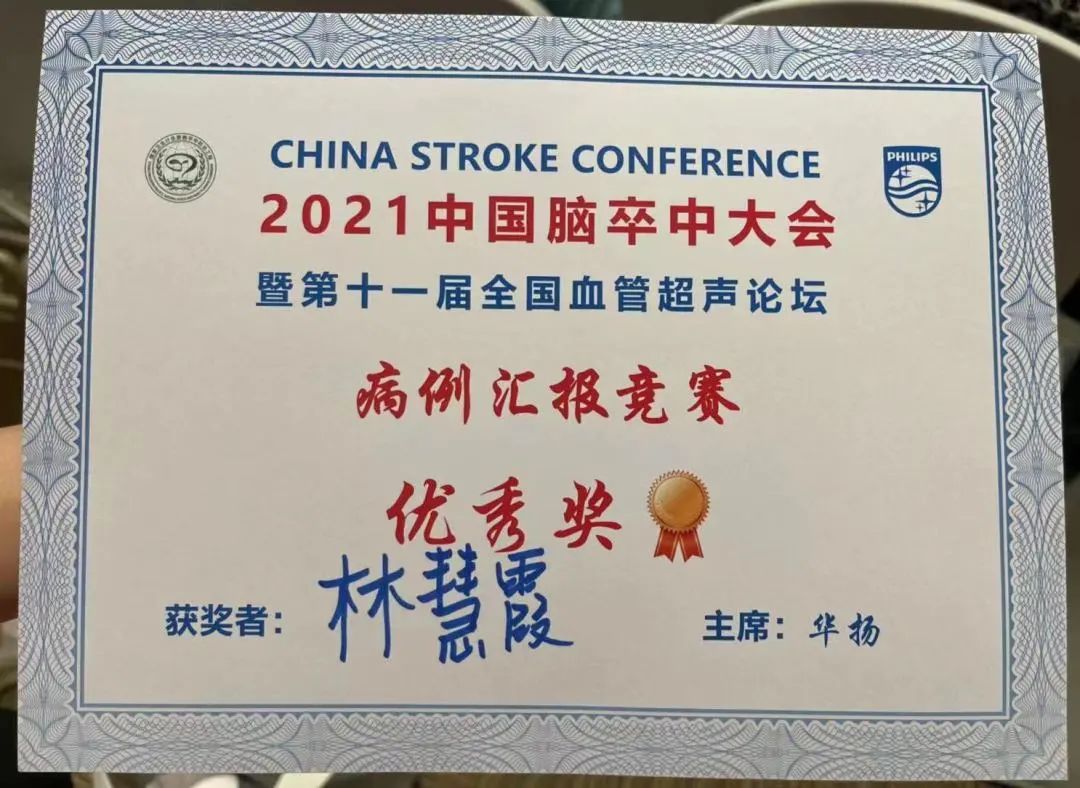 CHINA STROKE CONFERENCE
PHILIPS
2021中国脑卒中大会
暨第十一届全国血管超声论坛
病例汇报竞赛
优秀奖
获奖者：林慧霞
主席：华扬